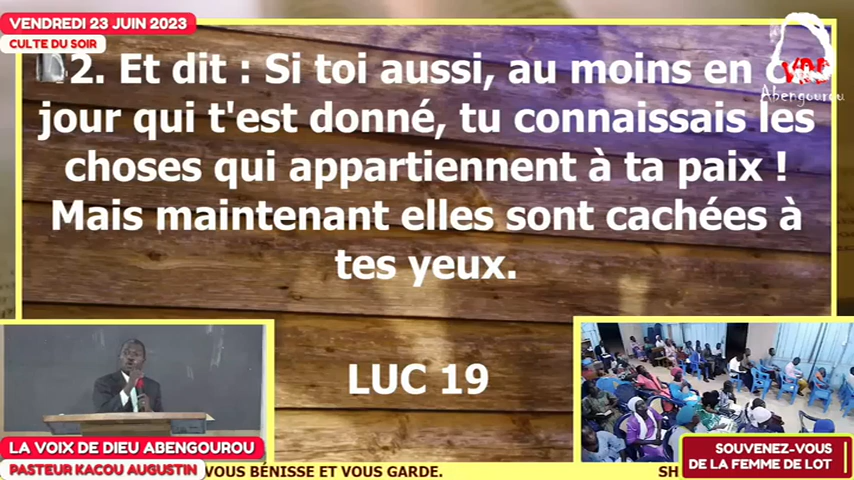 VENDREDI 23 JUIN 2023
CULTE DU SOIR
Abengourou
2. Et dit : Si toi aussi, au moins en
jour qui t'est donné, tu connaissais les
choses qui appartiennent à ta paix !
Mais maintenant elles sont cachées à
tes yeux.
LUC 19
LA VOIX DE DIEU ABENGOUROU
PASTEUR KACOU AUGUSTIN
VOUS BÉNISSE ET VOUS GARDE.
SH
SOUVENEZ-VOUS
DE LA FEMME DE LOT